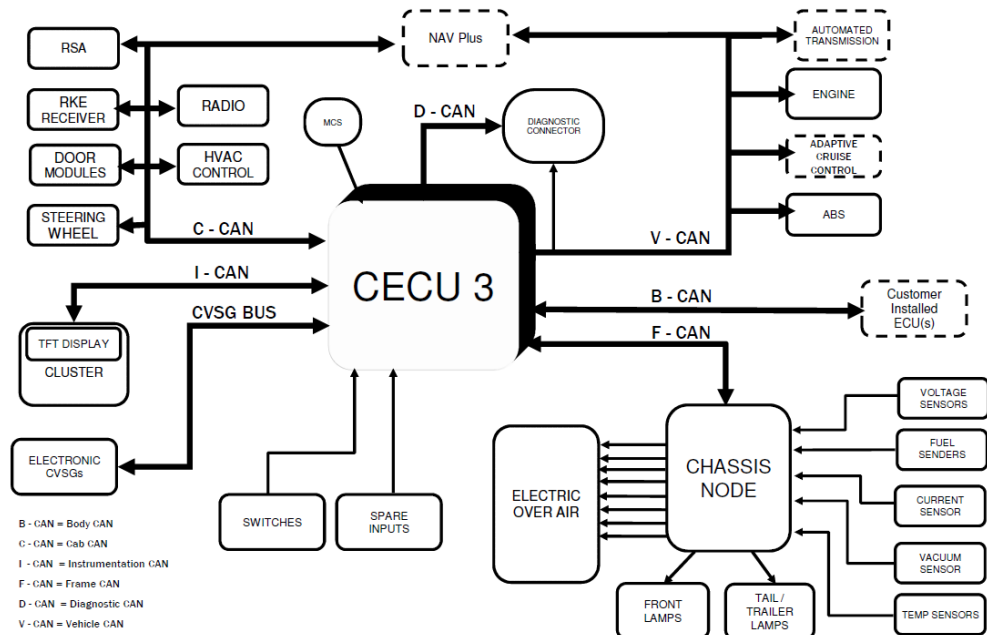 RSA
NAV Plus
AUTOMATED
TRANSMISSION
RKE
RECEIVER
RADIO
MCS
D - CAN
DIAGNOSTIC
CONNECTOR
ENGINE
DOOR
MODULES
HVAC
CONTROL
ADAPTIVE
CRUISE
CONTROL
STEERING
WHEEL
C - CAN
V - CAN
ABS
I - CAN
CECU 3
CVSG BUS
B - CAN
Customer
Installed
ECU(s)
F - CAN
TFT DISPLAY
CLUSTER
ELECTRONIC
CVSGs
SWITCHES
SPARE
INPUTS
ELECTRIC
OVER AIR
CHASSIS
NODE
VOLTAGE
SENSORS
FUEL
SENDERS
CURRENT
SENSOR
VACUUM
SENSOR
TEMP SENSORS
FRONT
LAMPS
TAIL /
TRAILER
LAMPS
B - CAN = Body CAN
C - CAN = Cab CAN
I - CAN = Instrumentation CAN
F - CAN = Frame CAN
D - CAN = Diagnostic CAN
V - CAN = Vehicle CAN